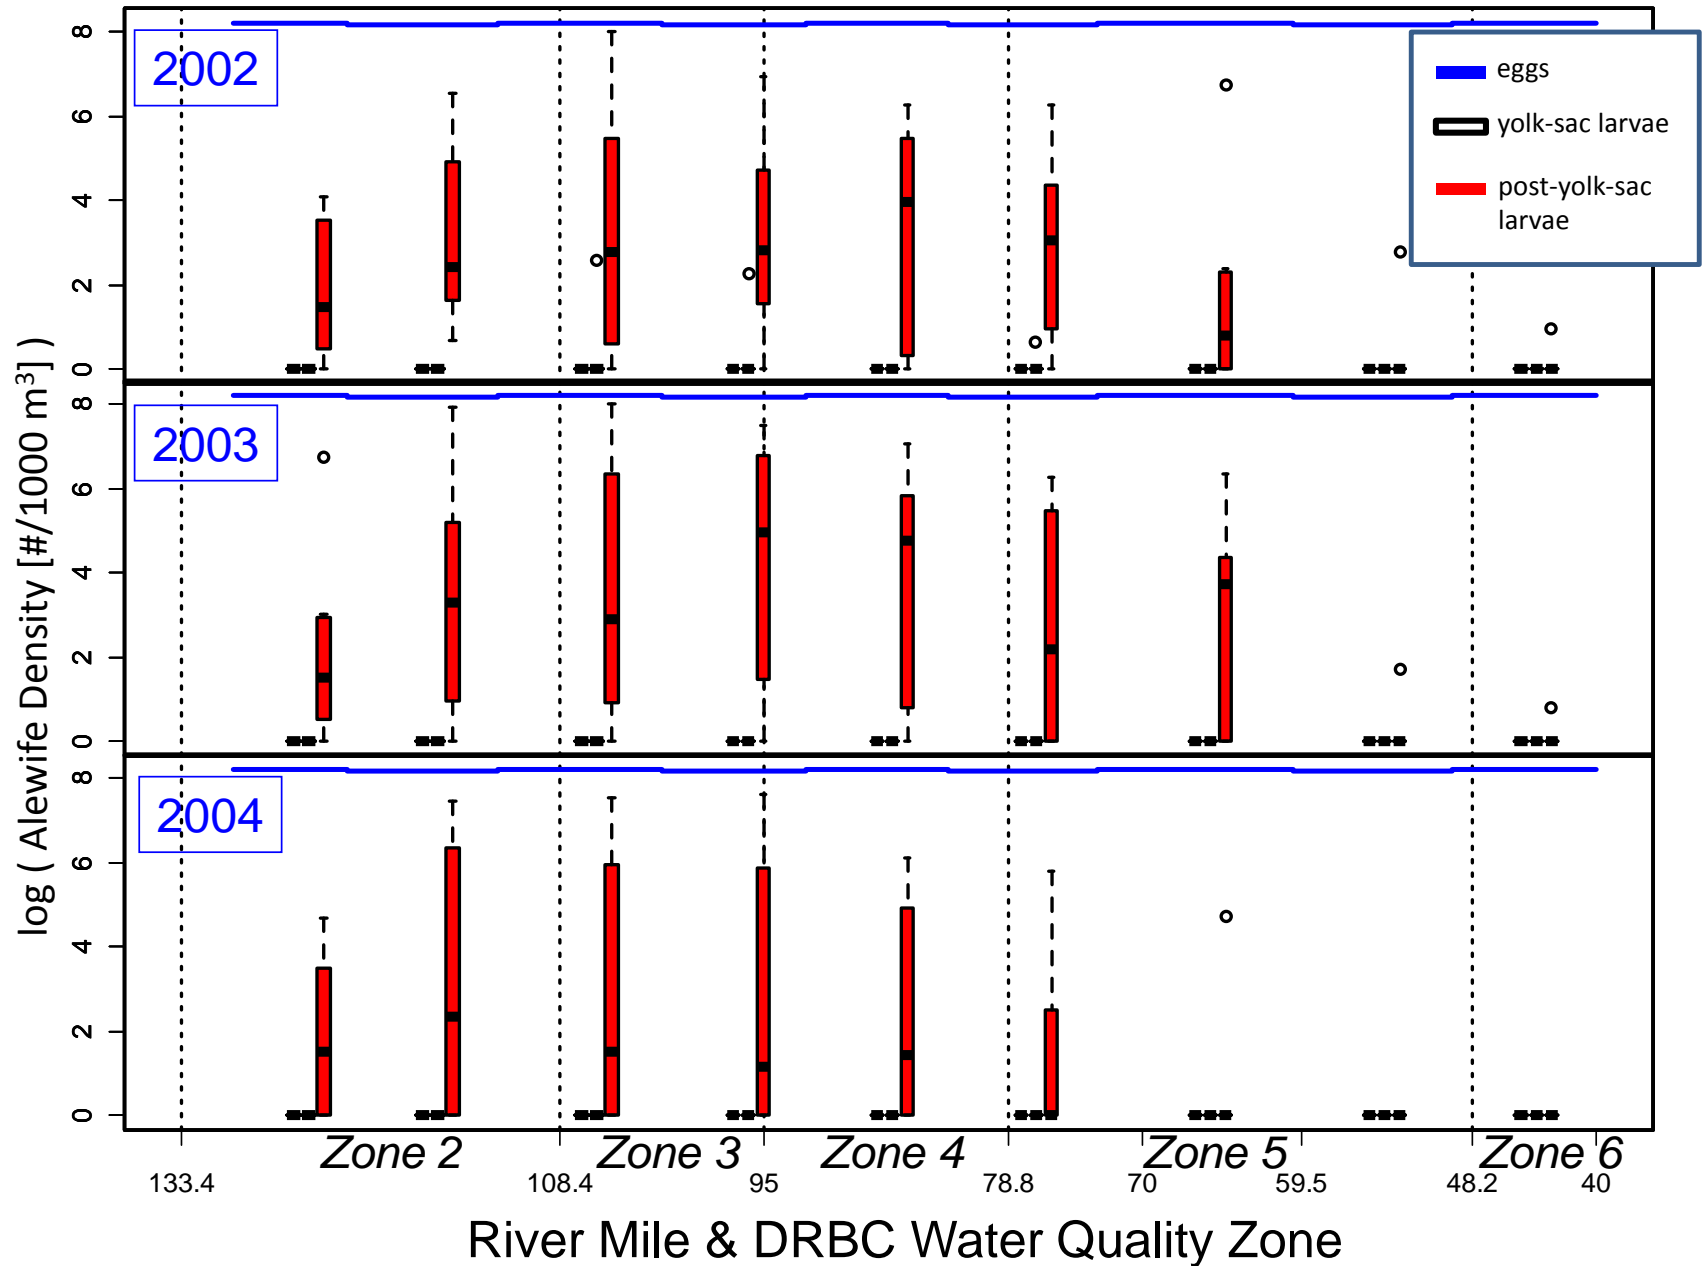 log ( Alewife Density [#/1000 m³] )
2002
8
6
4
2
0
eggs
yolk-sac larvae
post-yolk-sac
larvae
2003
8
6
4
2
0
2004
8
6
4
2
0
Zone 2 Zone 3 Zone 4 Zone 5 Zone 6
133.4 108.4 95 78.8 70 59.5 48.2 40
River Mile & DRBC Water Quality Zone